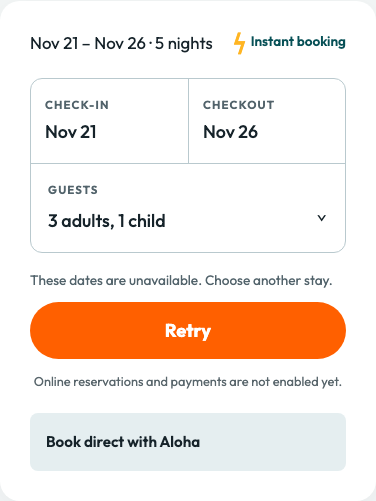 Nov 21 – Nov 26 · 5 nights
Instant booking
CHECK-IN
Nov 21
CHECKOUT
Nov 26
GUESTS
3 adults, 1 child
These dates are unavailable. Choose another stay.
Retry
Online reservations and payments are not enabled yet.
Book direct with Aloha